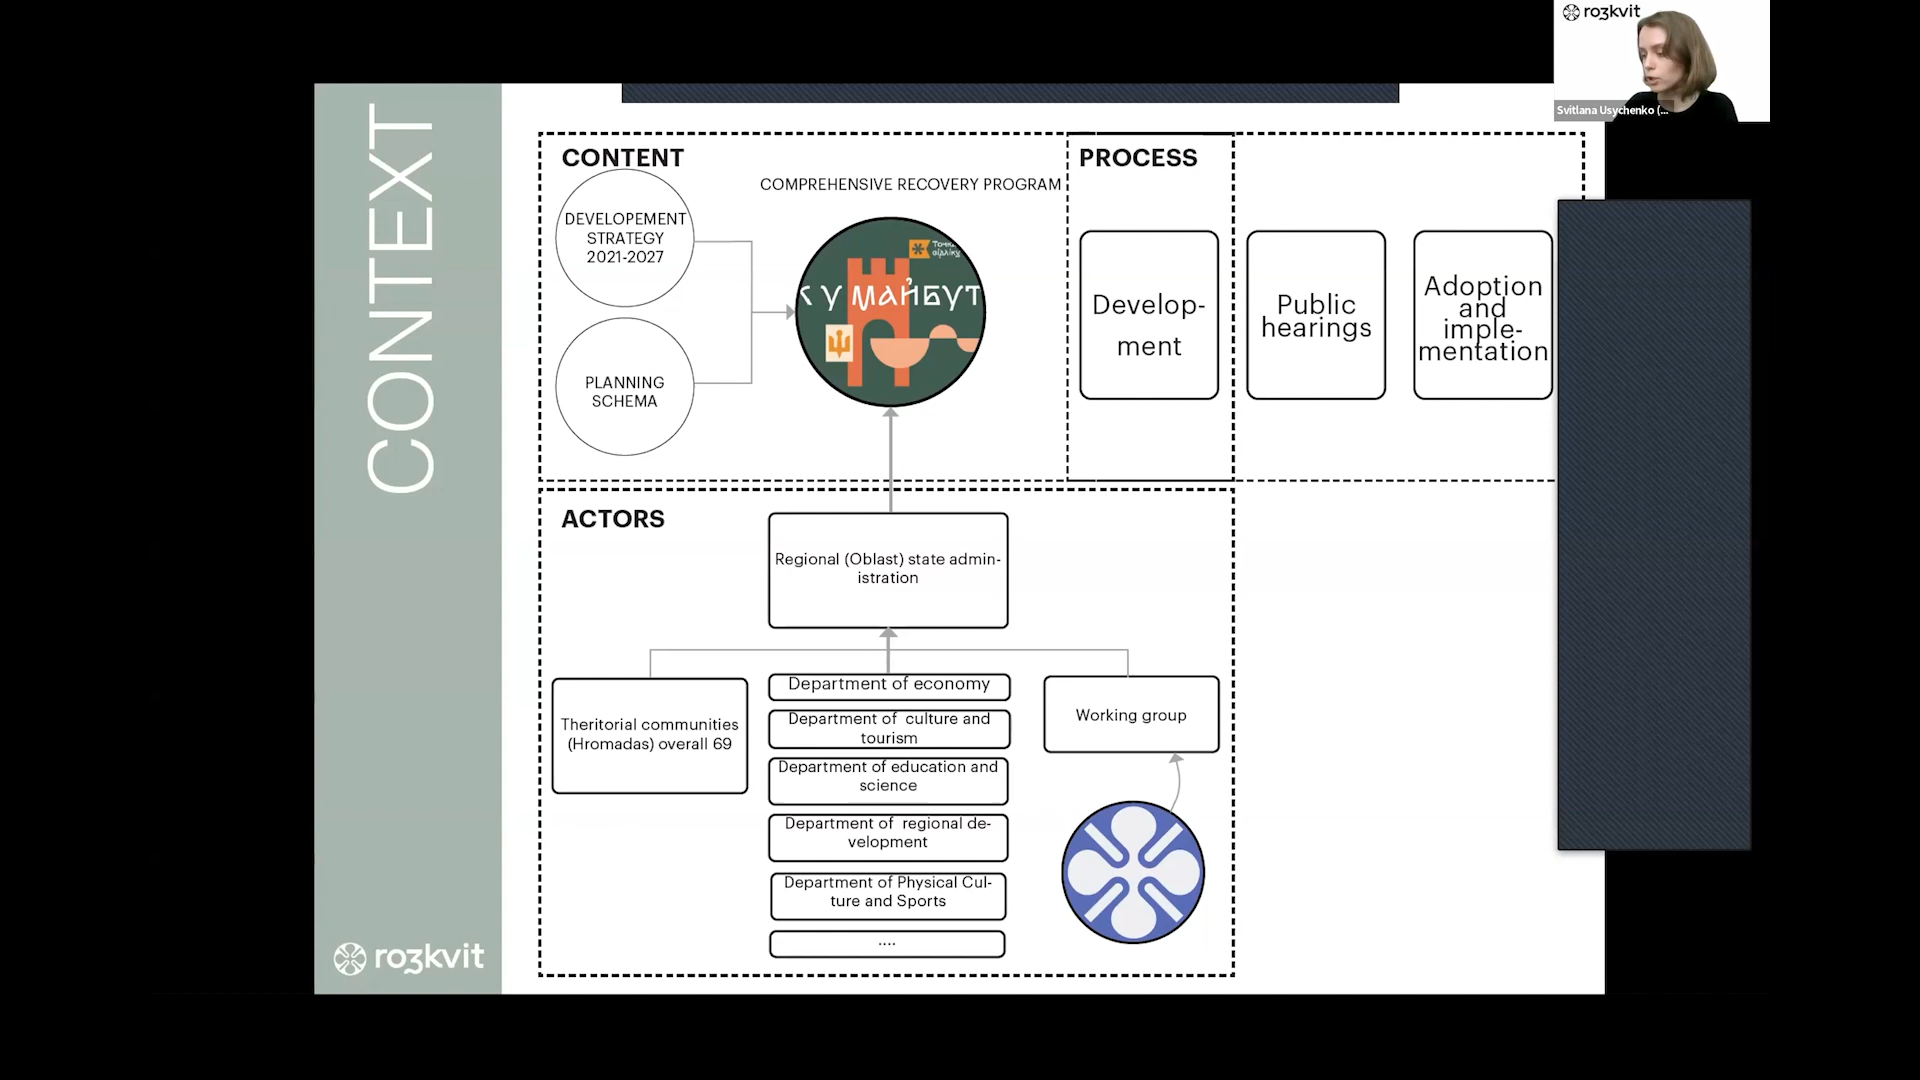 ro3kvit
Svitlana Usychenko (...
CONTEXT
CONTENT
DEVELOPEMENT
STRATEGY
2021-2027
PLANNING
SCHEMA
COMPREHENSIVE RECOVERY PROGRAM
К У МАЙБУТ
PROCESS
Develop-
ment
Public
hearings
Adoption
and
imple-
mentation
ACTORS
Regional (Oblast) state admin-
istration
Theritorial communities
(Hromadas) overall 69
Department of economy
Department of culture and
tourism
Department of education and
science
Department of regional de-
velopment
Department of Physical Cul-
ture and Sports
....
Working group
ro3kvit